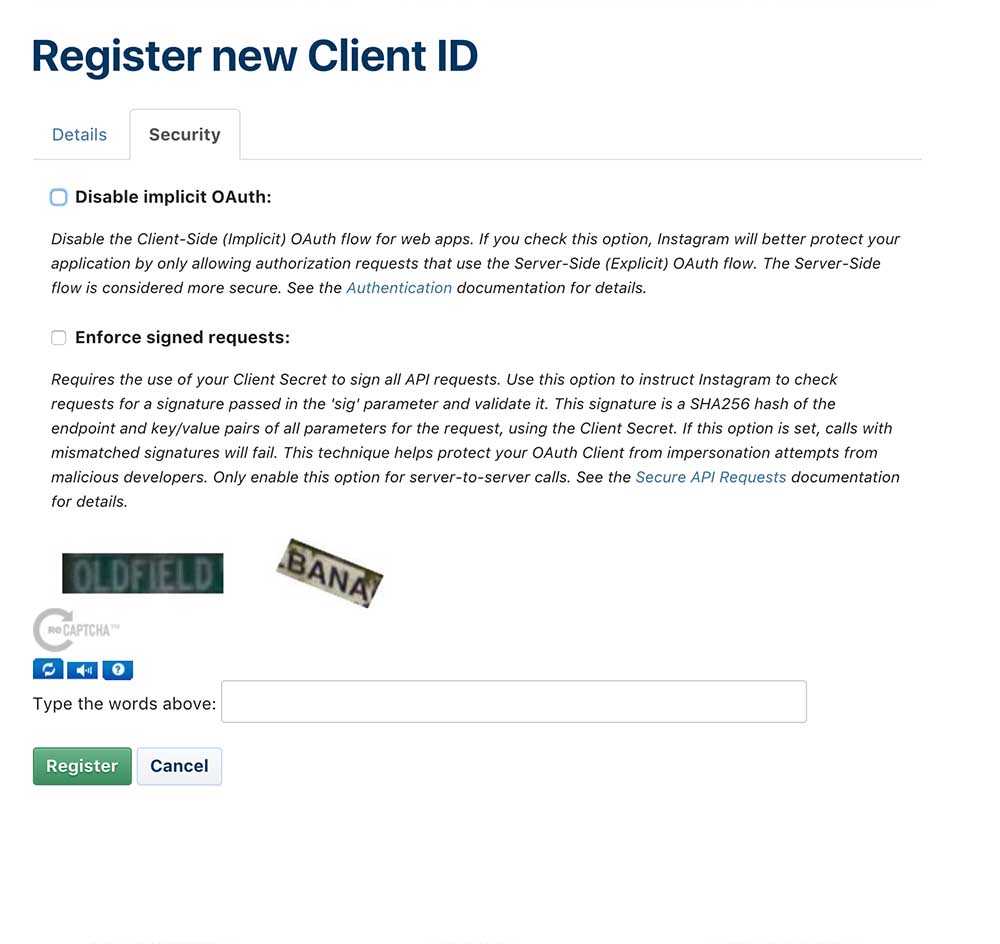 Register new Client ID
Details
Security
Disable implicit OAuth:
Disable the Client-Side (Implicit) OAuth flow for web apps. If you check this option, Instagram will better protect your
application by only allowing authorization requests that use the Server-Side (Explicit) OAuth flow. The Server-Side
flow is considered more secure. See the Authentication documentation for details.
Enforce signed requests:
Requires the use of your Client Secret to sign all API requests. Use this option to instruct Instagram to check
requests for a signature passed in the 'sig' parameter and validate it. This signature is a SHA256 hash of the
endpoint and key/value pairs of all parameters for the request, using the Client Secret. If this option is set, calls with
mismatched signatures will fail. This technique helps protect your OAuth Client from impersonation attempts from
malicious developers. Only enable this option for server-to-server calls. See the Secure API Requests documentation
for details.
OLDFIELD BANA
ReCAPTCHA™
?
Type the words above:
Register Cancel